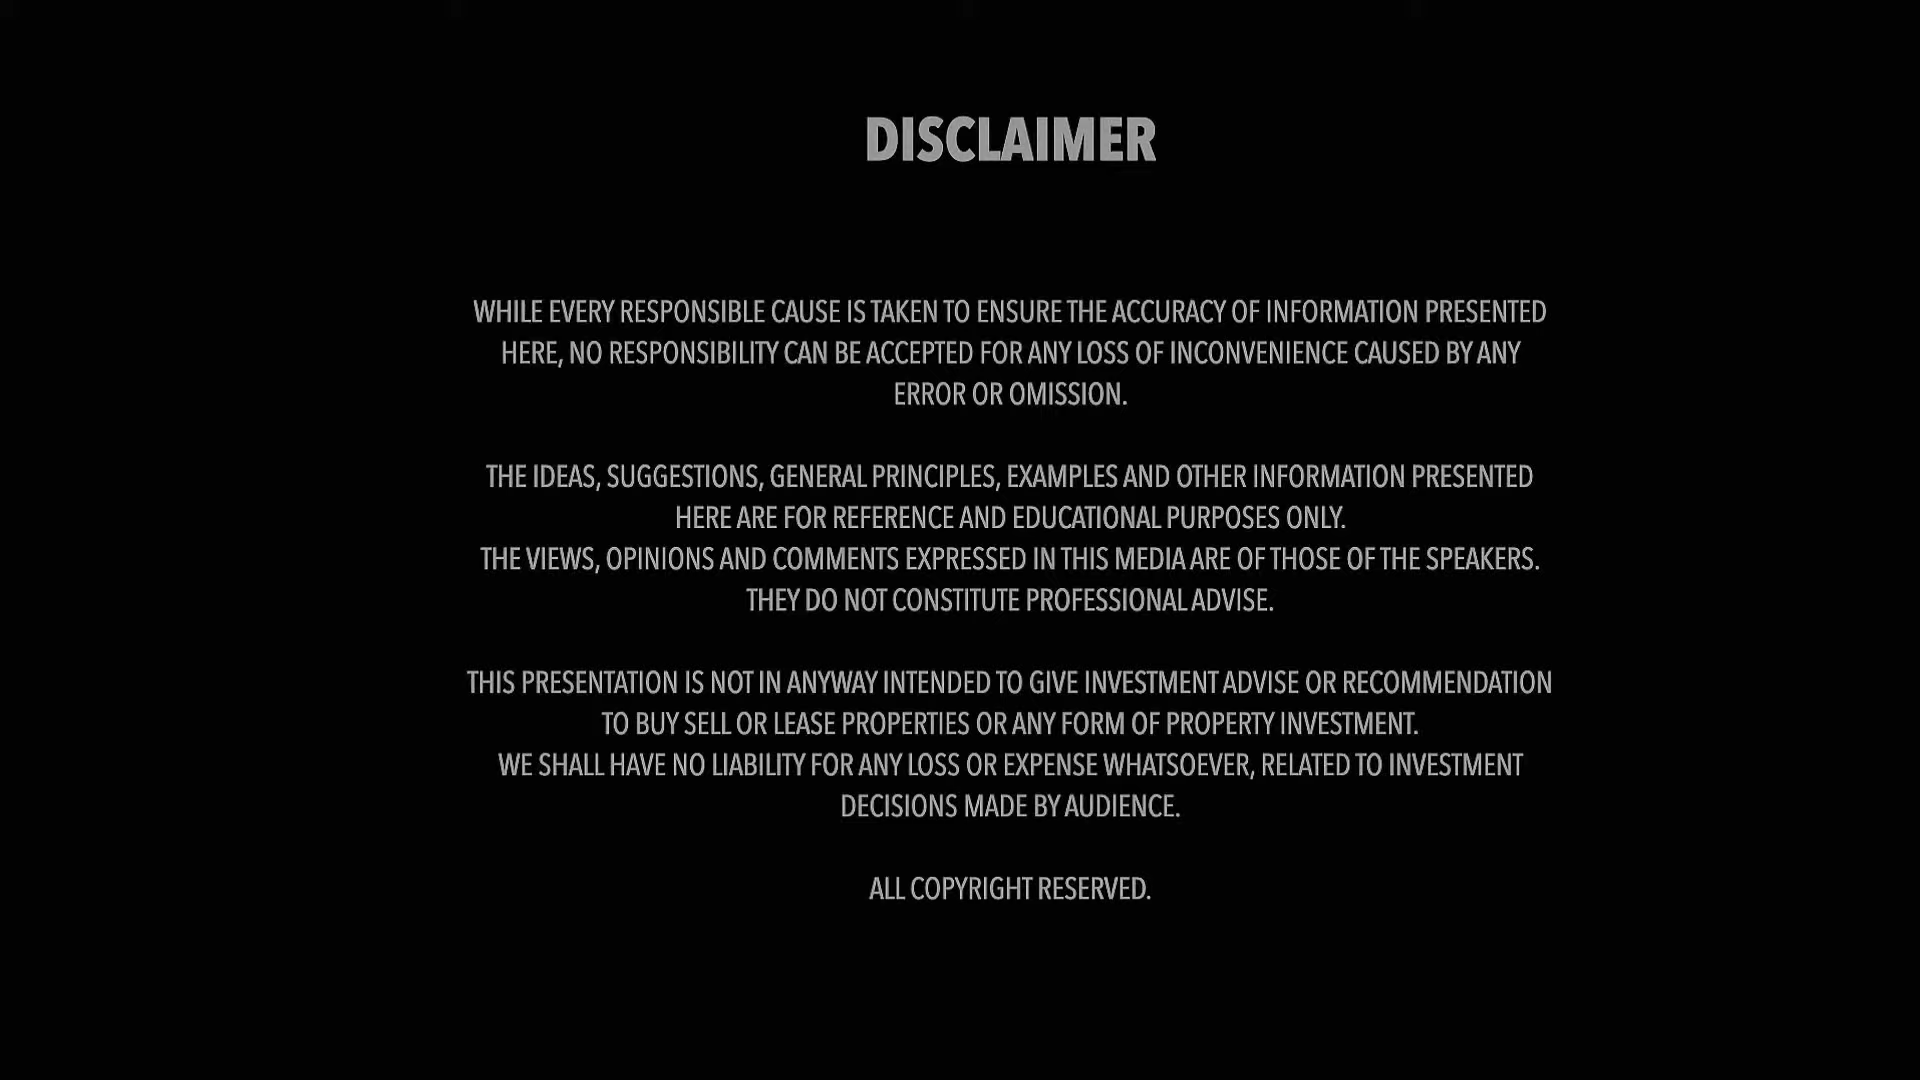 DISCLAIMER
WHILE EVERY RESPONSIBLE CAUSE IS TAKEN TO ENSURE THE ACCURACY OF INFORMATION PRESENTED
HERE, NO RESPONSIBILITY CAN BE ACCEPTED FOR ANY LOSS OF INCONVENIENCE CAUSED BY ANY
ERROR OR OMISSION.
THE IDEAS, SUGGESTIONS, GENERAL PRINCIPLES, EXAMPLES AND OTHER INFORMATION PRESENTED
HERE ARE FOR REFERENCE AND EDUCATIONAL PURPOSES ONLY.
THE VIEWS, OPINIONS AND COMMENTS EXPRESSED IN THIS MEDIA ARE OF THOSE OF THE SPEAKERS.
THEY DO NOT CONSTITUTE PROFESSIONAL ADVISE.
THIS PRESENTATION IS NOT IN ANYWAY INTENDED TO GIVE INVESTMENT ADVISE OR RECOMMENDATION
TO BUY SELL OR LEASE PROPERTIES OR ANY FORM OF PROPERTY INVESTMENT.
WE SHALL HAVE NO LIABILITY FOR ANY LOSS OR EXPENSE WHATSOEVER, RELATED TO INVESTMENT
DECISIONS MADE BY AUDIENCE.
ALL COPYRIGHT RESERVED.